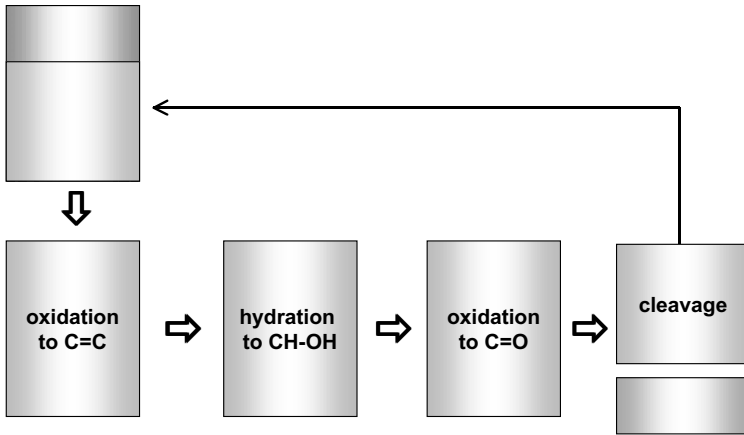 oxidation
to C=C
hydration
to CH-OH
oxidation
to C=O
cleavage